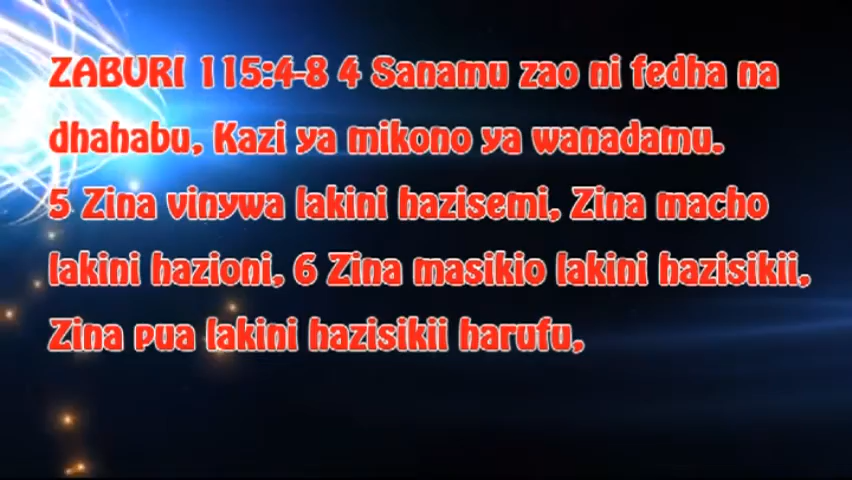 ZABURI 115:4-8 4 Sanamu zao ni fedha na
dhahabu, Kazi ya mikono ya wanadamu.
5 Zina vinywa lakini hazisemi, Zina macho
lakini hazioni, 6 Zina masikio lakini hazisikii,
Zina pua lakini hazisikii harufu,